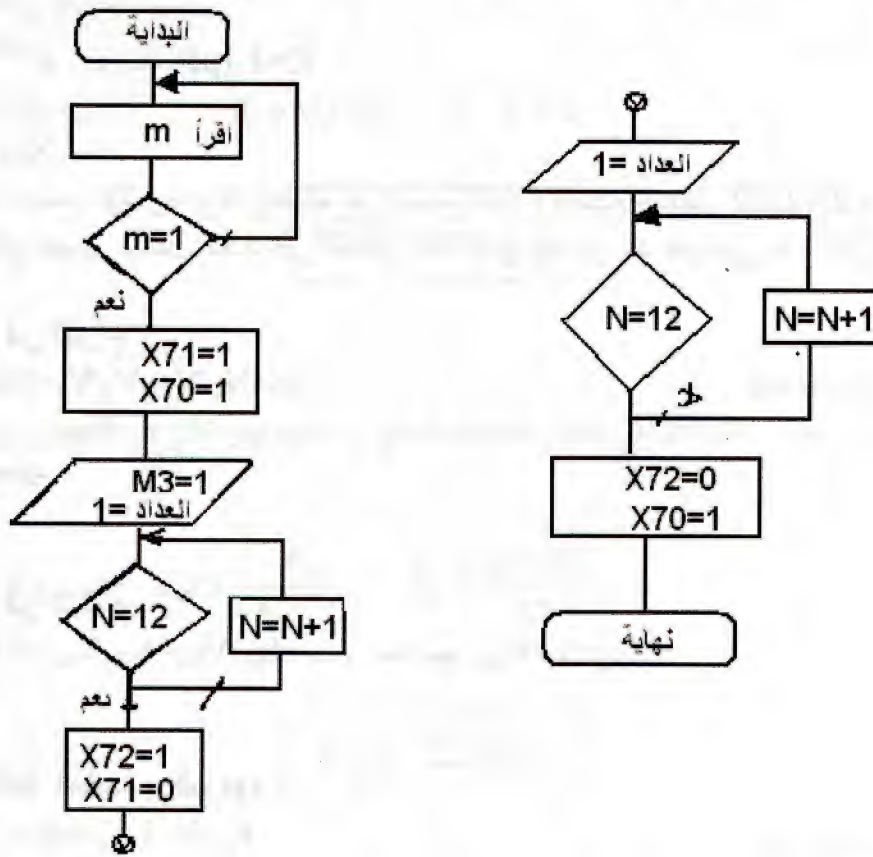 البداية
اقرأ m
m=1
نعم
X71=1
X70=1
M3=1
العداد =1
N=12
N=N+1
نعم
X72=1
X71=0
العداد =1
N=12
N=N+1
X72=0
X70=1
نهاية